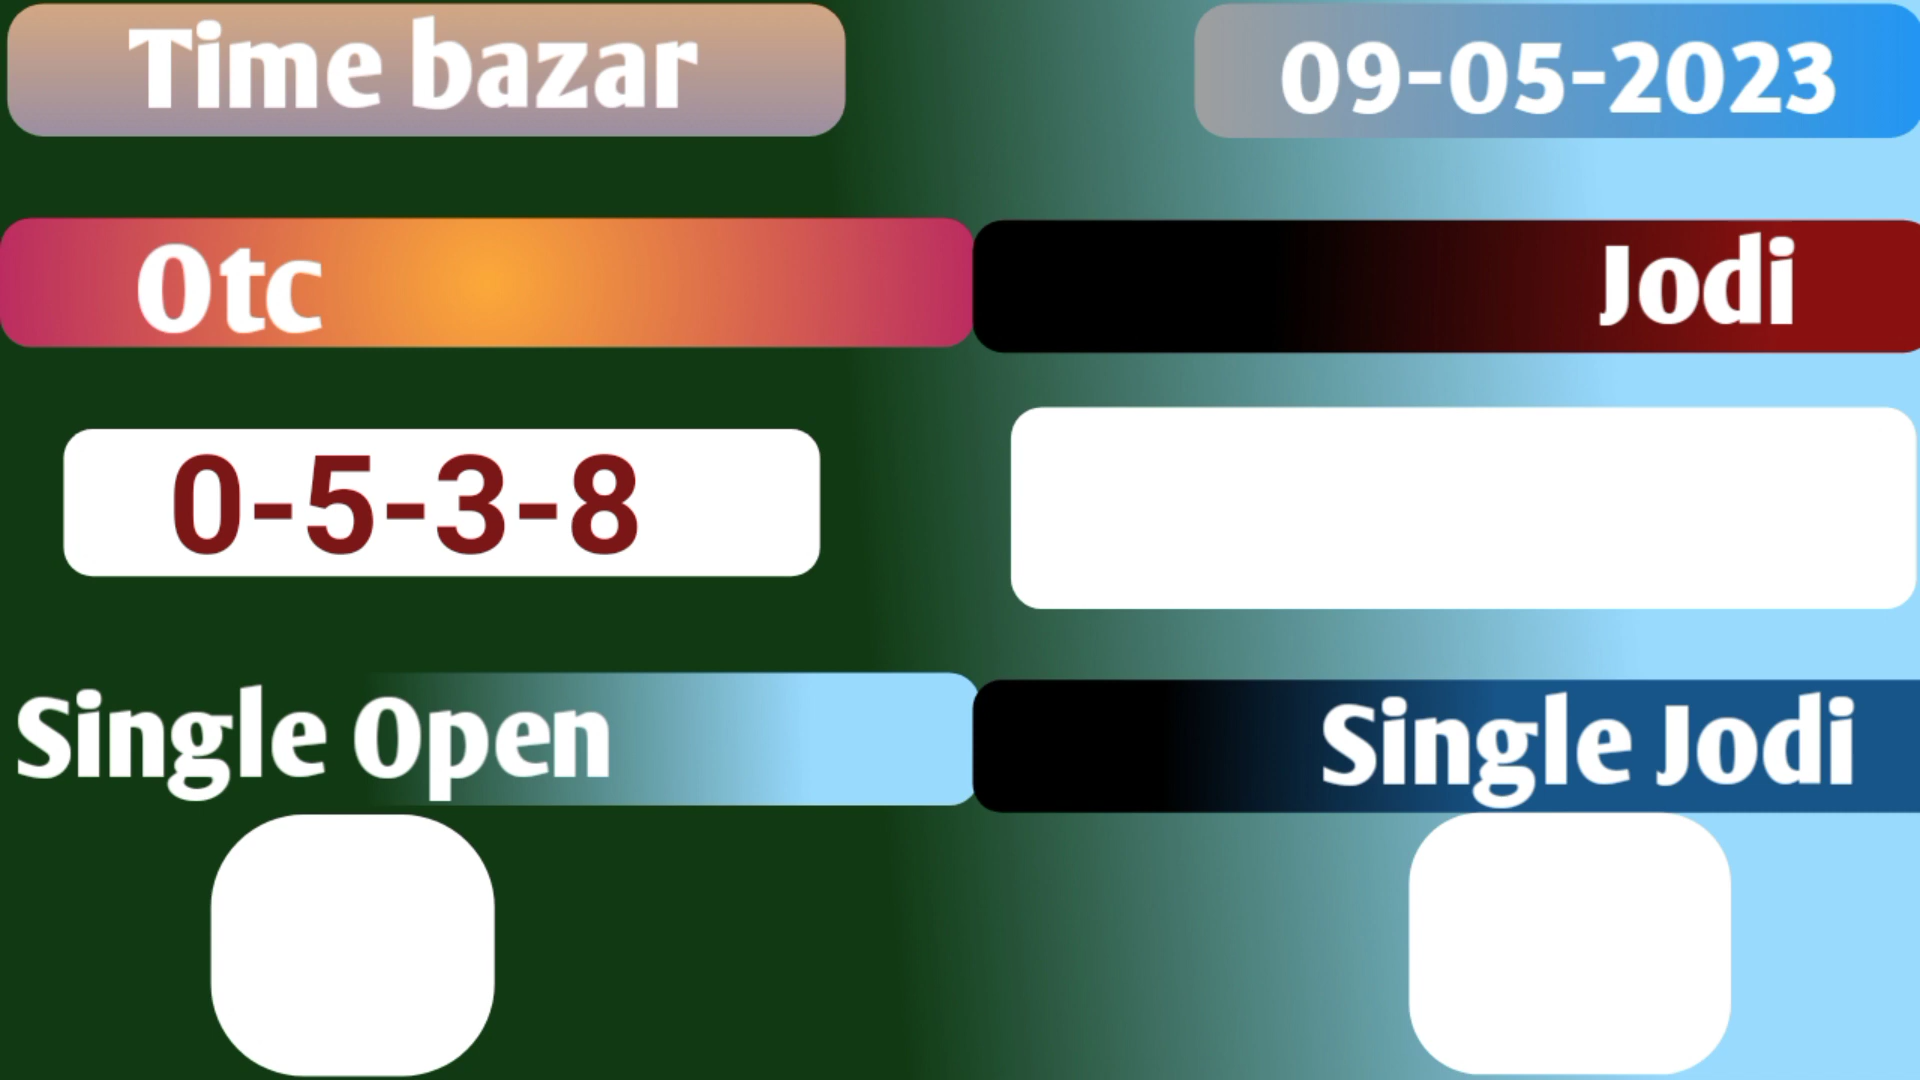 Time bazar
09-05-2023
Otc
Jodi
0-5-3-8
Single Open
Single Jodi